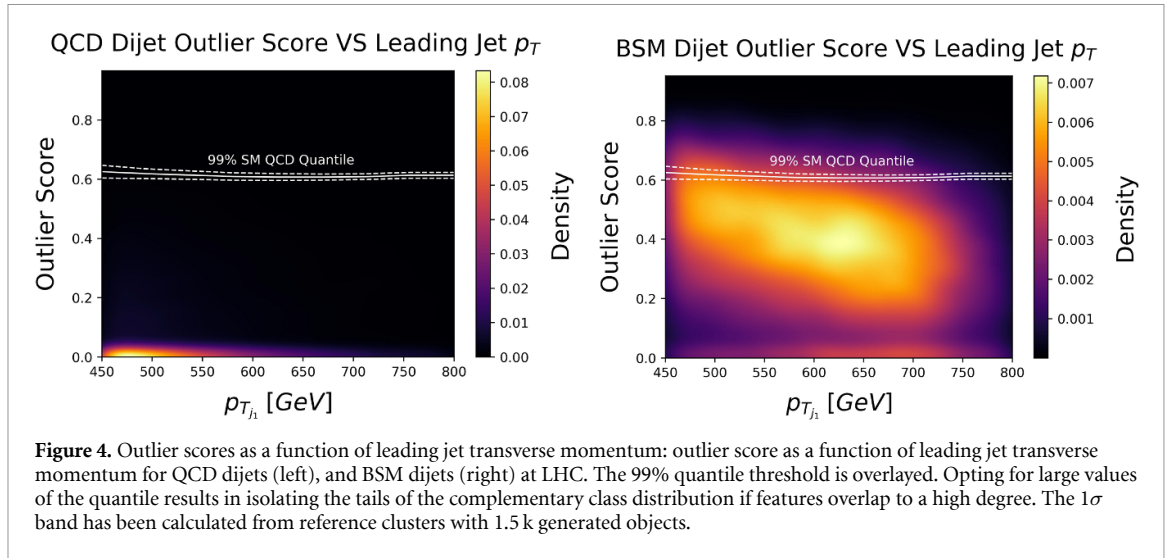 QCD Dijet Outlier Score VS Leading Jet pT
0.8
0.6
0.4
0.2
0.0
Outlier Score
99% SM QCD Quantile
450 500 550 600 650 700 750 800
pTj1 [GeV]
0.08
0.07
0.06
0.05
0.04
0.03
0.02
0.01
0.00
Density
BSM Dijet Outlier Score VS Leading Jet pT
0.8
0.6
0.4
0.2
0.0
Outlier Score
99% SM QCD Quantile
450 500 550 600 650 700 750 800
pTj1 [GeV]
0.007
0.006
0.005
0.004
0.003
0.002
0.001
Density
Figure 4. Outlier scores as a function of leading jet transverse momentum: outlier score as a function of leading jet transverse
momentum for QCD dijets (left), and BSM dijets (right) at LHC. The 99% quantile threshold is overlayed. Opting for large values
of the quantile results in isolating the tails of the complementary class distribution if features overlap to a high degree. The 1σ
band has been calculated from reference clusters with 1.5 k generated objects.